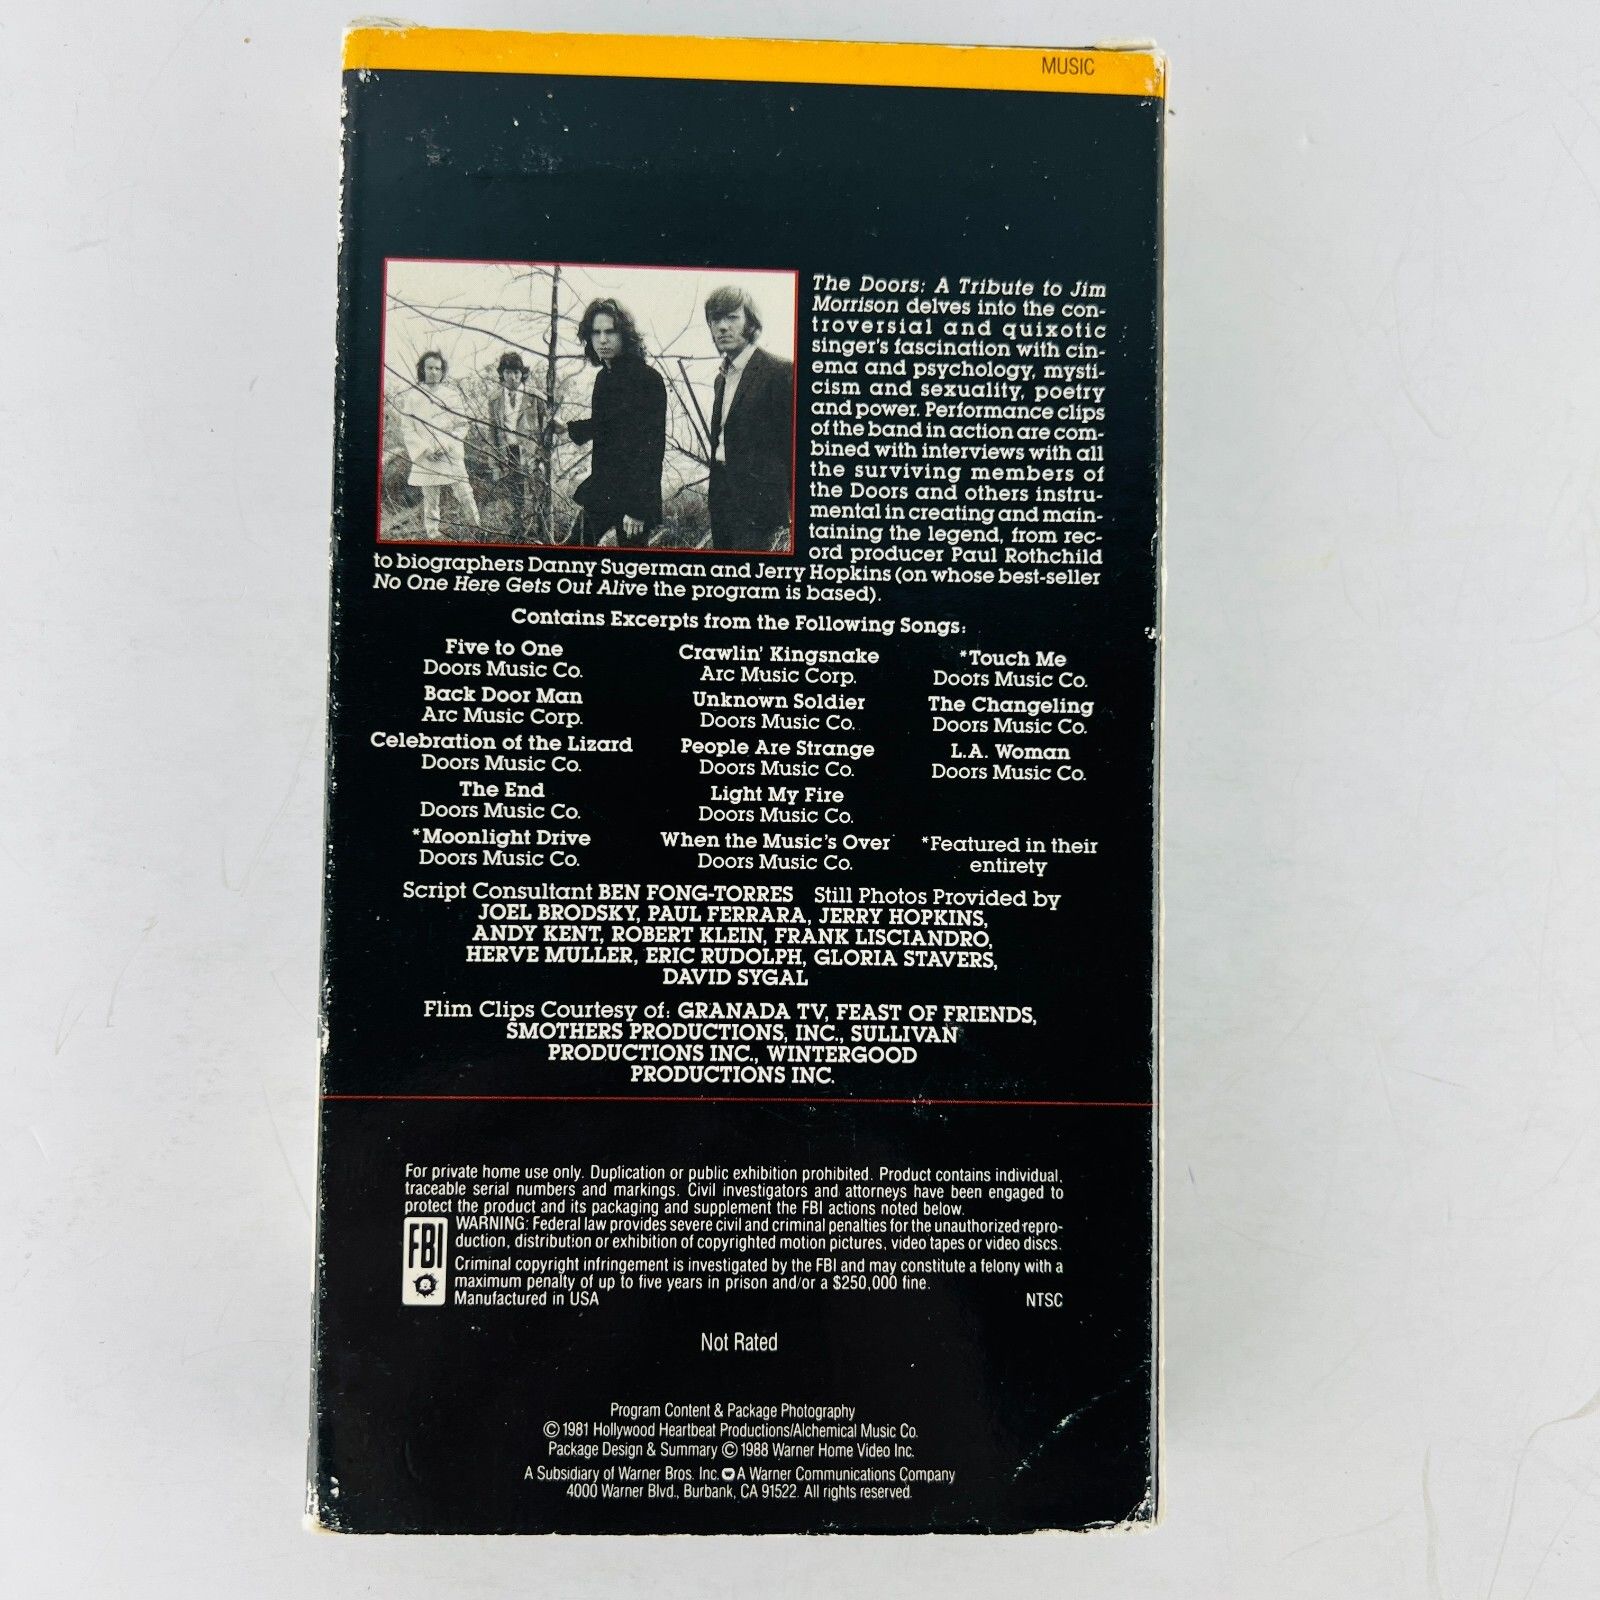 MUSIC
The Doors: A Tribute to Jim
Morrison delves into the con-
troversial and quixotic
singer's fascination with cin-
ema and psychology, mysti-
cism and sexuality, poetry
and power. Performance clips
of the band in action are com-
bined with interviews with all
the surviving members of
the Doors and others instru-
mental in creating and main-
taining the legend, from rec-
ord producer Paul Rothchild
to biographers Danny Sugerman and Jerry Hopkins (on whose best-seller
No One Here Gets Out Alive the program is based).
Contains Excerpts from the Following Songs:
Five to One
Doors Music Co.
Back Door Man
Arc Music Corp.
Celebration of the Lizard
Doors Music Co.
The End
Doors Music Co.
*Moonlight Drive
Doors Music Co.
Crawlin' Kingsnake
Arc Music Corp.
Unknown Soldier
Doors Music Co.
People Are Strange
Doors Music Co.
Light My Fire
Doors Music Co.
When the Music's Over
Doors Music Co.
*Touch Me
Doors Music Co.
The Changeling
Doors Music Co.
L.A. Woman
Doors Music Co.
*Featured in their
entirety
Script Consultant BEN FONG-TORRES Still Photos Provided by
JOEL BRODSKY, PAUL FERRARA, JERRY HOPKINS,
ANDY KENT, ROBERT KLEIN, FRANK LISCIANDRO,
HERVE MULLER, ERIC RUDOLPH, GLORIA STAVERS,
DAVID SYGAL
Flim Clips Courtesy of: GRANADA TV, FEAST OF FRIENDS,
SMOTHERS PRODUCTIONS, INC., SULLIVAN
PRODUCTIONS INC., WINTERGOOD
PRODUCTIONS INC.
For private home use only. Duplication or public exhibition prohibited. Product contains individual,
traceable serial numbers and markings. Civil investigators and attorneys have been engaged to
protect the product and its packaging and supplement the FBI actions noted below.
FBI
WARNING: Federal law provides severe civil and criminal penalties for the unauthorized repro-
duction, distribution or exhibition of copyrighted motion pictures, video tapes or video discs.
Criminal copyright infringement is investigated by the FBI and may constitute a felony with a
maximum penalty of up to five years in prison and/or a $250,000 fine.
Manufactured in USA NTSC
Not Rated
Program Content & Package Photography
© 1981 Hollywood Heartbeat Productions/Alchemical Music Co.
Package Design & Summary © 1988 Warner Home Video Inc.
A Subsidiary of Warner Bros. Inc. A Warner Communications Company
4000 Warner Blvd., Burbank, CA 91522. All rights reserved.